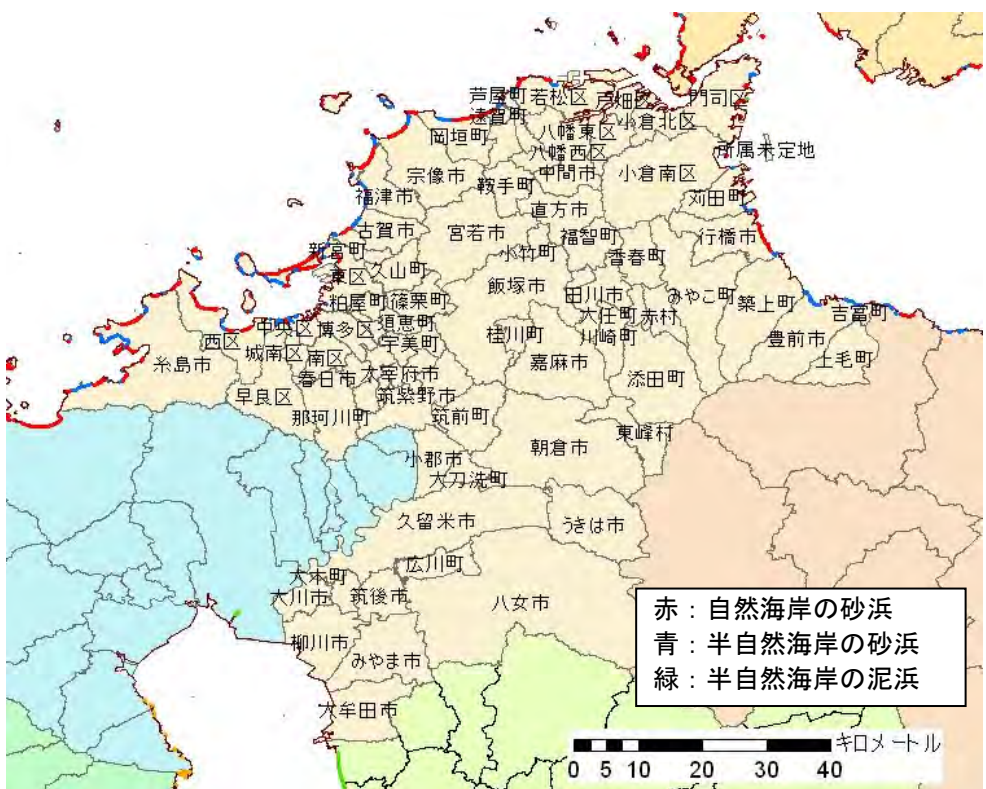 芦屋町
若松区
戸畑区
門司区
遠賀町
岡垣町
八幡東区
小倉北区
八幡西区
所属未定地
宗像市
鞍手町
中間市
小倉南区
福津市
直方市
苅田町
古賀市
宮若市
福智町
行橋市
新宮町
小竹町
香春町
東区
久山町
飯塚市
田川市
みやこ町
築上町
粕屋町
篠栗町
大任町
赤村
吉富町
中央区
博多区
須恵町
桂川町
川崎町
豊前市
西区
城南区
南区
宇美町
嘉麻市
上毛町
糸島市
春日市
太宰府市
添田町
早良区
筑紫野市
那珂川町
筑前町
東峰村
朝倉市
小郡市
大刀洗町
久留米市
うきは市
広川町
大木町
大川市
筑後市
八女市
柳川市
みやま市
大牟田市
赤：自然海岸の砂浜
青：半自然海岸の砂浜
緑：半自然海岸の泥浜
キロメートル
0 5 10 20 30 40